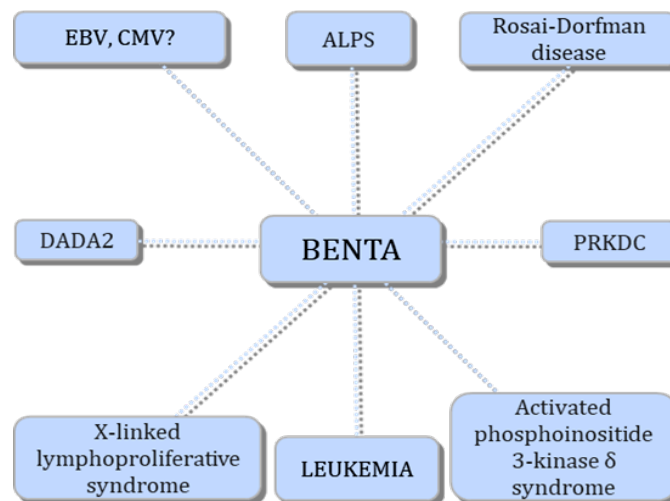 EBV, CMV?
ALPS
Rosai-Dorfman
disease
DADA2
BENTA
PRKDC
X-linked
lymphoproliferative
syndrome
LEUKEMIA
Activated
phosphoinositide
3-kinase δ
syndrome